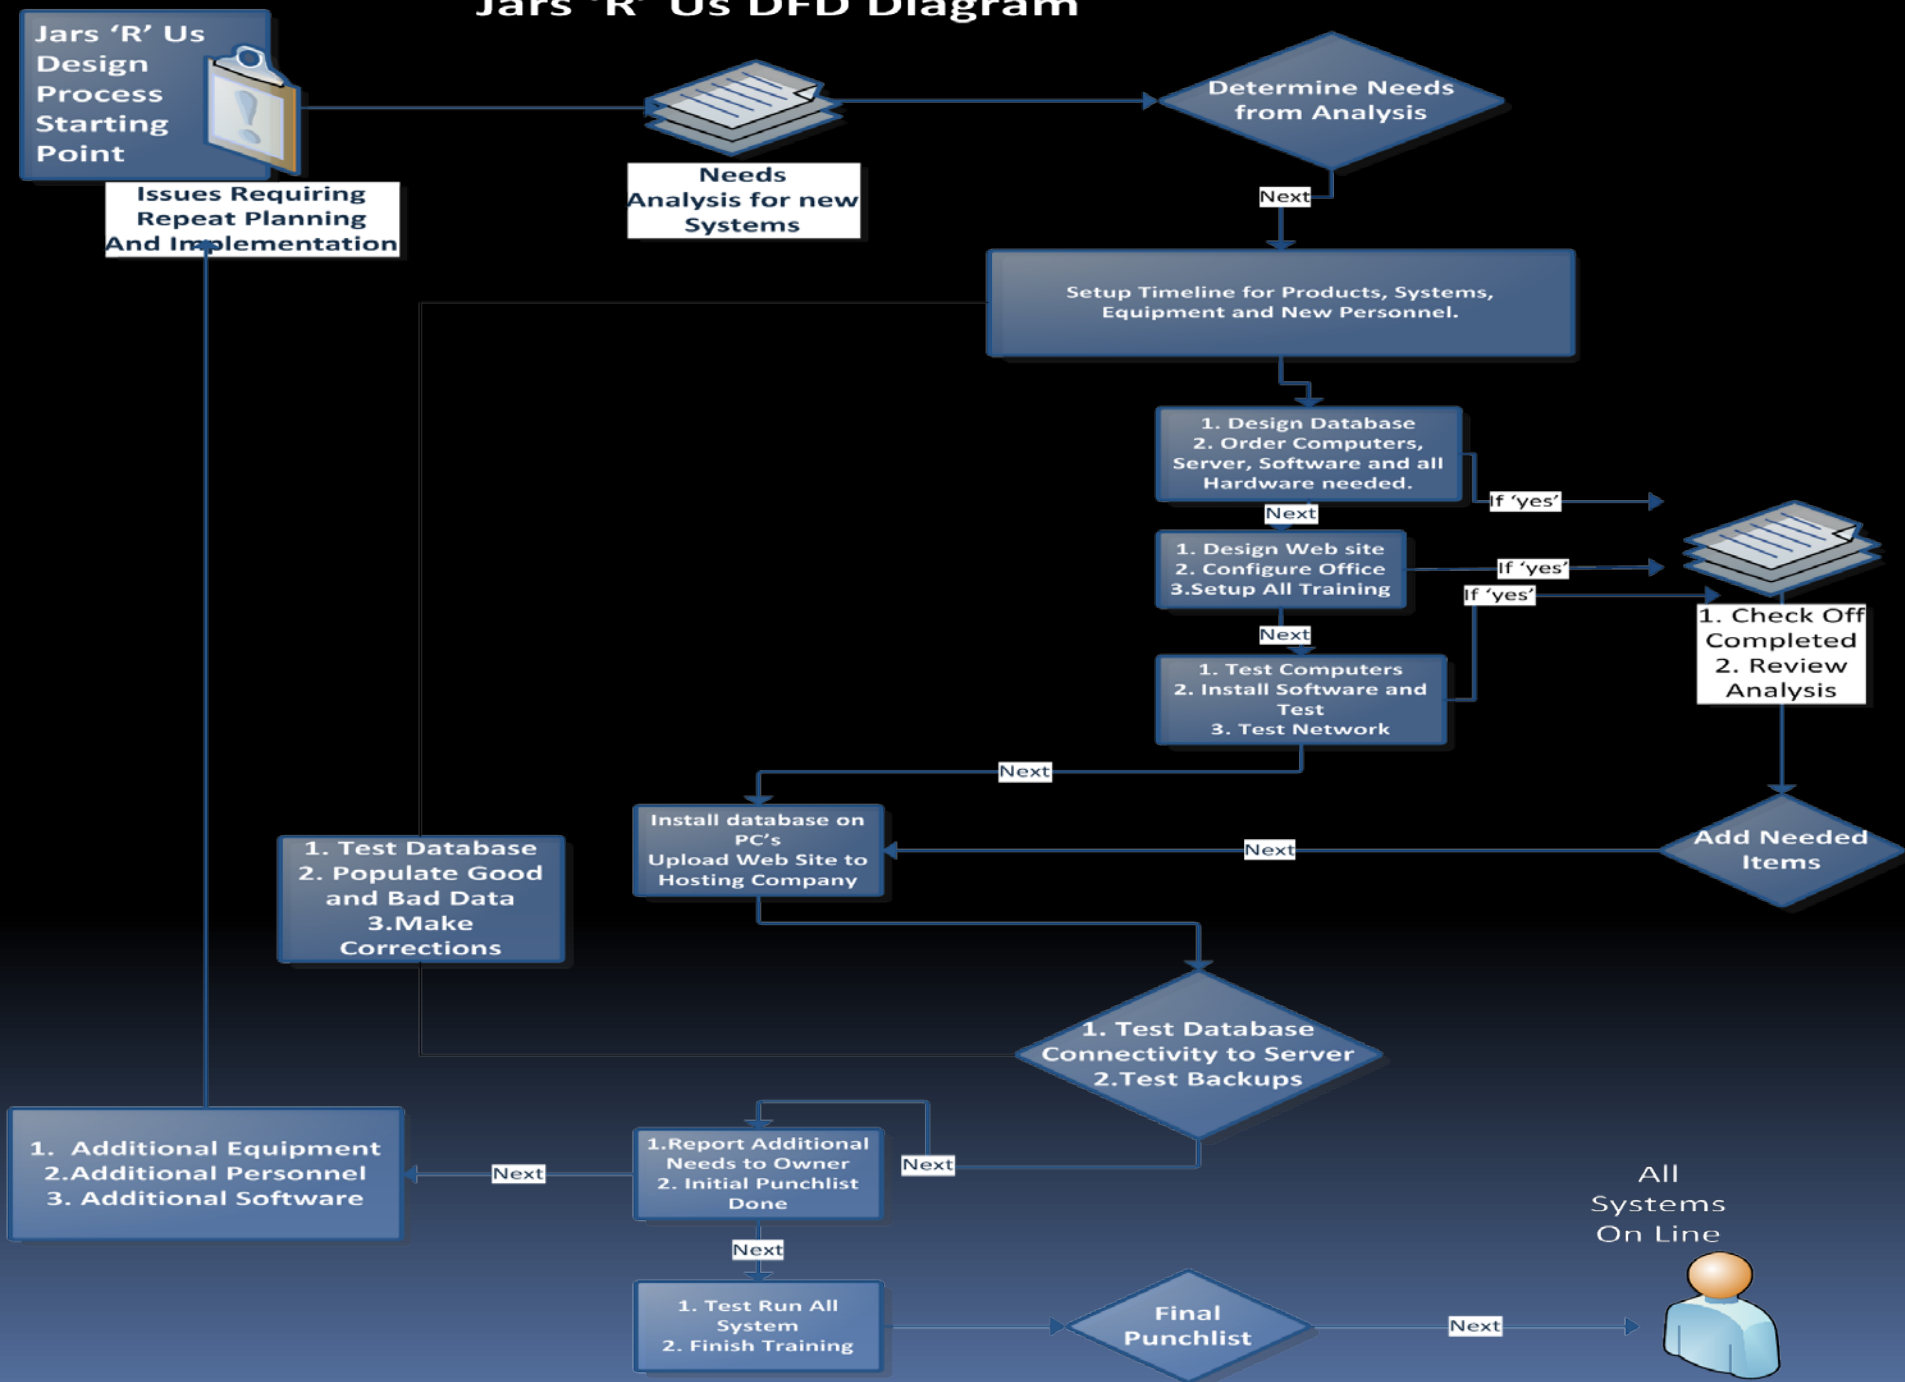 Jars ‘R’ Us DFD Diagram
Jars ‘R’ Us
Design
Process
Starting
Point
Issues Requiring
Repeat Planning
And Implementation
Needs
Analysis for new
Systems
Determine Needs
from Analysis
Next
Setup Timeline for Products, Systems,
Equipment and New Personnel.
1. Design Database
2. Order Computers,
Server, Software and all
Hardware needed.
If ‘yes’
Next
1. Design Web site
2. Configure Office
3.Setup All Training
If ‘yes’
If ‘yes’
Next
1. Test Computers
2. Install Software and
Test
3. Test Network
1. Check Off
Completed
2. Review
Analysis
Next
Install database on
PC’s
Upload Web Site to
Hosting Company
Next
Add Needed
Items
1. Test Database
2. Populate Good
and Bad Data
3.Make
Corrections
1. Test Database
Connectivity to Server
2.Test Backups
Next
1.Report Additional
Needs to Owner
2. Initial Punchlist
Done
Next
1. Additional Equipment
2.Additional Personnel
3. Additional Software
Next
1. Test Run All
System
2. Finish Training
Final
Punchlist
Next
All
Systems
On Line